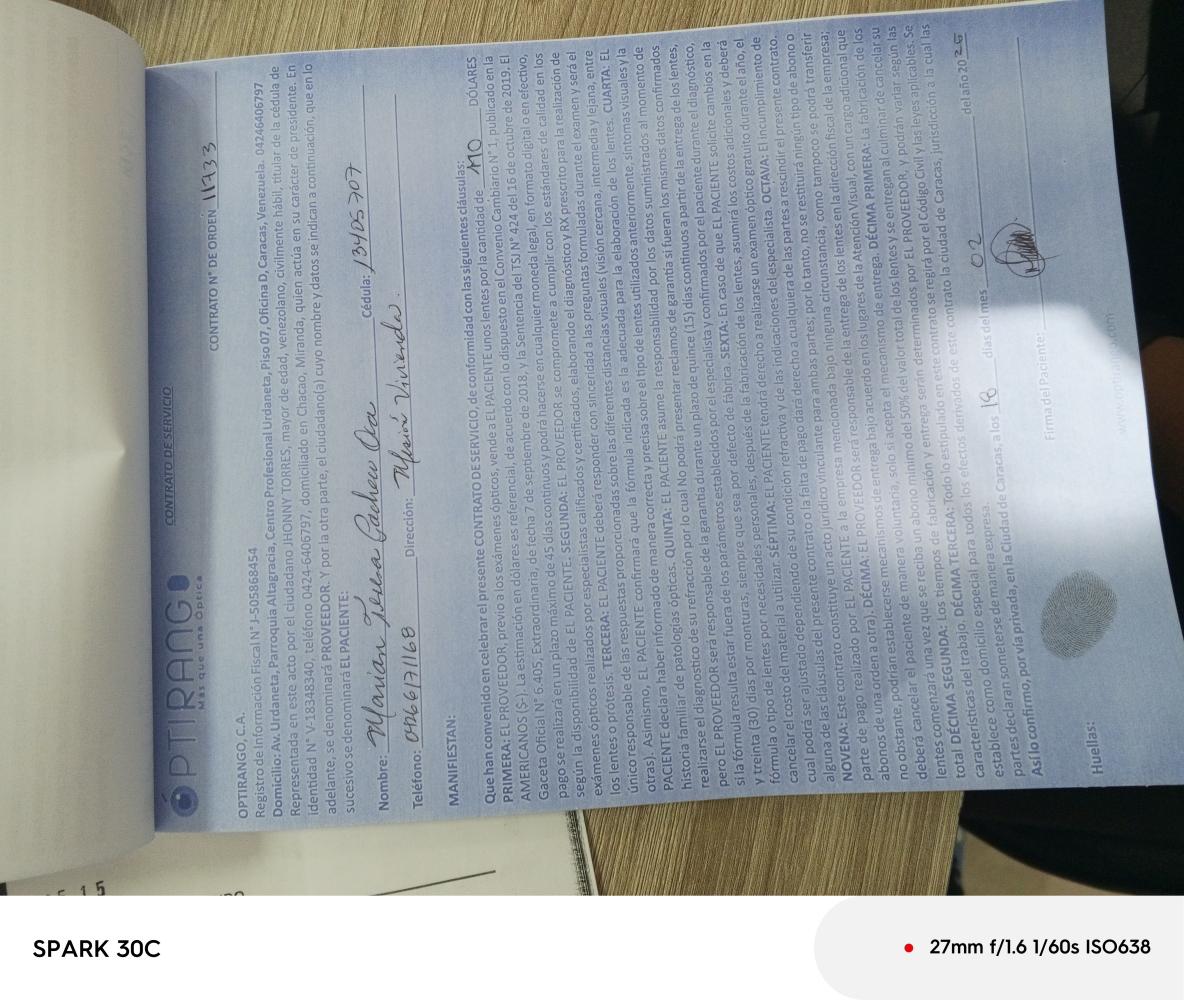 CONTRATO DE SERVICIO
ÓPTIRANGO
Más que una Óptica
CONTRATO N° DE ORDEN 11733
OPTIRANGO, C.A.
Registro de Información Fiscal N° J-505868454
Domicilio: Av. Urdaneta, Parroquia Altagracia, Centro Profesional Urdaneta, Piso 07, Oficina D, Caracas, Venezuela. 04246406797
Representada en este acto por el ciudadano JHONNY TORRES, mayor de edad, venezolano, civilmente hábil, titular de la cédula de
identidad N° V-18348340, teléfono 0424-6406797, domiciliado en Chacao, Miranda, quien actúa en su carácter de presidente. En
adelante, se denominará PROVEEDOR. Y por la otra parte, el ciudadano(a) cuyo nombre y datos se indican a continuación, que en lo
sucesivo se denominará EL PACIENTE:
Nombre: Marian Teresa Pacheco Cédula: 13405707
Teléfono: 04261711168 Dirección: Misión Vivienda.
MANIFIESTAN:
Que han convenido en celebrar el presente CONTRATO DE SERVICIO, de conformidad con las siguientes cláusulas:
PRIMERA: EL PROVEEDOR, previo a los exámenes ópticos, vende a EL PACIENTE unos lentes por la cantidad de DÓLARES
AMERICANOS ($-). La estimación en dólares es referencial, de acuerdo con lo dispuesto en el Convenio Cambiario N° 1, publicado en la
Gaceta Oficial N° 6.405, Extraordinaria, de fecha 7 de septiembre de 2018, y la Sentencia del TSJ N° 424 del 16 de octubre de 2019. El
pago se realizará en un plazo máximo de 45 días continuos y podrá hacerse en cualquier moneda legal, en formato digital o en efectivo,
según la disponibilidad de EL PACIENTE. SEGUNDA: EL PROVEEDOR se compromete a cumplir con los estándares de calidad en los
exámenes ópticos realizados por especialistas calificados y certificados, elaborando el diagnóstico y RX prescrito para la realización de
los lentes o prótesis. TERCERA: EL PACIENTE deberá responder con sinceridad a las preguntas formuladas durante el examen y será el
único responsable de las respuestas proporcionadas sobre las diferentes distancias visuales (visión cercana, intermedia y lejana, entre
otras). Asimismo, EL PACIENTE confirmará que la fórmula indicada es la adecuada para la elaboración de los lentes. CUARTA: EL
PACIENTE declara haber informado de manera correcta y precisa sobre el tipo de lentes utilizados anteriormente, síntomas visuales y la
historia familiar de patologías ópticas. QUINTA: EL PACIENTE asume la responsabilidad por los datos suministrados al momento de
realizarse el diagnostico de su refracción por lo cual No podrá presentar reclamos de garantía si fueran los mismos datos confirmados
pero EL PROVEEDOR será responsable de la garantía durante un plazo de quince (15) días continuos a partir de la entrega de los lentes,
si la fórmula resulta estar fuera de los parámetros establecidos por el especialista y confirmados por el paciente durante el diagnóstico,
y treinta (30) días por monturas, siempre que sea por defecto de fábrica. SEXTA: En caso de que EL PACIENTE solicite cambios en la
fórmula o tipo de lentes por necesidades personales, después de la fabricación de los lentes, asumirá los costos adicionales y deberá
cancelar el costo del material a utilizar. SÉPTIMA: EL PACIENTE tendrá derecho a realizarse un examen óptico gratuito durante el año, el
cual podrá ser ajustado dependiendo de su condición refractiva y de las indicaciones del especialista. OCTAVA: El incumplimiento de
alguna de las cláusulas del presente contrato o la falta de pago dará derecho a cualquiera de las partes a rescindir el presente contrato.
NOVENA: Este contrato constituye un acto jurídico vinculante para ambas partes; por lo tanto, no se restituirá ningún tipo de abono o
parte de pago realizado por EL PACIENTE a la empresa mencionada bajo ninguna circunstancia, como tampoco se podrá transferir
abonos de una orden a otra). DÉCIMA: EL PROVEEDOR será responsable de la entrega de los lentes en la dirección fiscal de la empresa;
no obstante, podrían establecerse mecanismos de entrega bajo acuerdo en los lugares de la Atención Visual, con un cargo adicional que
deberá cancelar el paciente de manera voluntaria, solo si acepta el mecanismo de entrega. DÉCIMA PRIMERA: La fabricación de los
lentes comenzará una vez que se reciba un abono mínimo del 50% del valor total de los lentes y se entregan al culminar de cancelar su
total DÉCIMA SEGUNDA: Los tiempos de fabricación y entrega serán determinados por EL PROVEEDOR, y podrán variar según las
características del trabajo. DÉCIMA TERCERA: Todo lo estipulado en este contrato se regirá por el Código Civil y las leyes aplicables. Se
establece como domicilio especial para todos los efectos derivados de este contrato la ciudad de Caracas, jurisdicción a la cual las
partes declaran someterse de manera expresa.
Así lo confirmo, por vía privada, en la Ciudad de Caracas, a los 18 días del mes 02 del año 2025
Firma del Paciente:
Huellas:
SPARK 30C
27mm f/1.6 1/60s ISO638